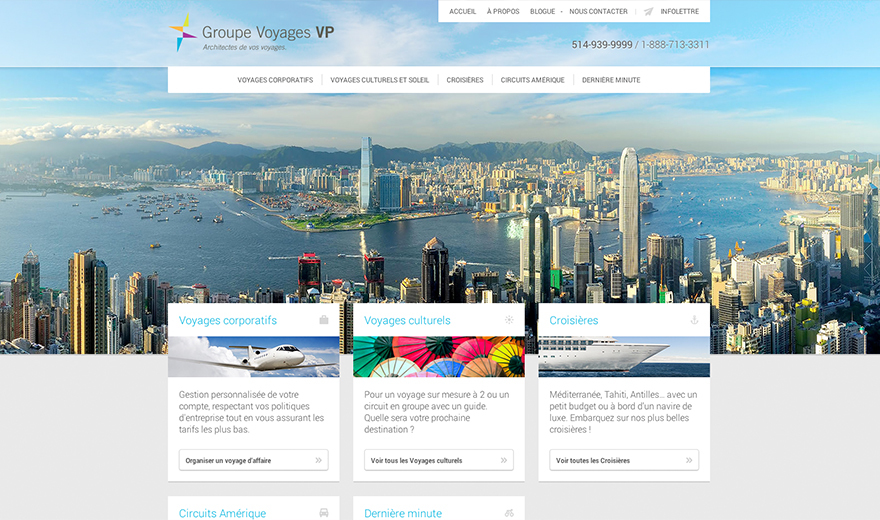 ACCUEIL À PROPOS BLOGUE NOUS CONTACTER INFOLETTRE
Groupe Voyages VP
Architectes de vos voyages.
514-939-9999 / 1-888-713-3311
VOYAGES CORPORATIFS VOYAGES CULTURELS ET SOLEIL CROISIÈRES CIRCUITS AMÉRIQUE DERNIÈRE MINUTE
Voyages corporatifs
Gestion personnalisée de votre
compte, respectant vos politiques
d'entreprise tout en vous assurant les
tarifs les plus bas.
Organiser un voyage d'affaire
Voyages culturels
Pour un voyage sur mesure à 2 ou un
circuit en groupe avec un guide.
Quelle sera votre prochaine
destination ?
Voir tous les Voyages culturels
Croisières
Méditerranée, Tahiti, Antilles... avec un
petit budget ou à bord d'un navire de
luxe. Embarquez sur nos plus belles
croisières !
Voir toutes les Croisières
Circuits Amérique
Dernière minute